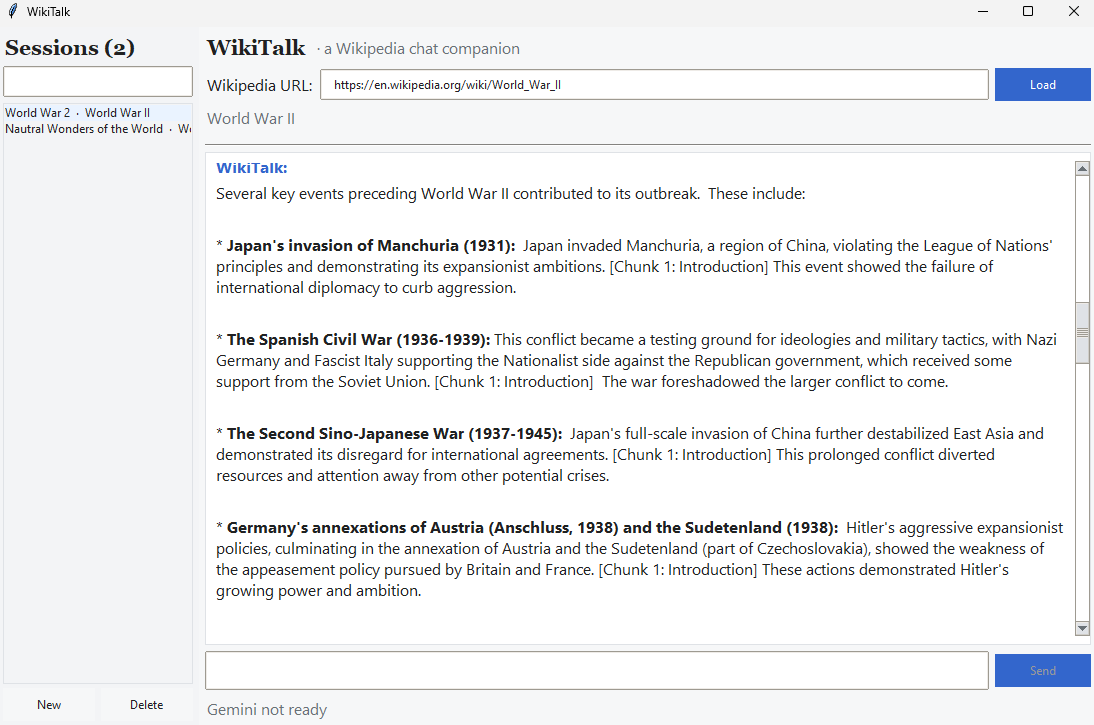 WikiTalk
Sessions (2)
World War 2 · World War II
Nautral Wonders of the World ·
New
Delete
WikiTalk · a Wikipedia chat companion
Wikipedia URL: https://en.wikipedia.org/wiki/World_War_II Load
World War II
WikiTalk:
Several key events preceding World War II contributed to its outbreak.  These include:
* Japan's invasion of Manchuria (1931):  Japan invaded Manchuria, a region of China, violating the League of Nations'
principles and demonstrating its expansionist ambitions. [Chunk 1: Introduction] This event showed the failure of
international diplomacy to curb aggression.
* The Spanish Civil War (1936-1939): This conflict became a testing ground for ideologies and military tactics, with Nazi
Germany and Fascist Italy supporting the Nationalist side against the Republican government, which received some
support from the Soviet Union. [Chunk 1: Introduction]  The war foreshadowed the larger conflict to come.
* The Second Sino-Japanese War (1937-1945):  Japan's full-scale invasion of China further destabilized East Asia and
demonstrated its disregard for international agreements. [Chunk 1: Introduction] This prolonged conflict diverted
resources and attention away from other potential crises.
* Germany's annexations of Austria (Anschluss, 1938) and the Sudetenland (1938):  Hitler's aggressive expansionist
policies, culminating in the annexation of Austria and the Sudetenland (part of Czechoslovakia), showed the weakness of
the appeasement policy pursued by Britain and France. [Chunk 1: Introduction] These actions demonstrated Hitler's
growing power and ambition.
Send
Gemini not ready